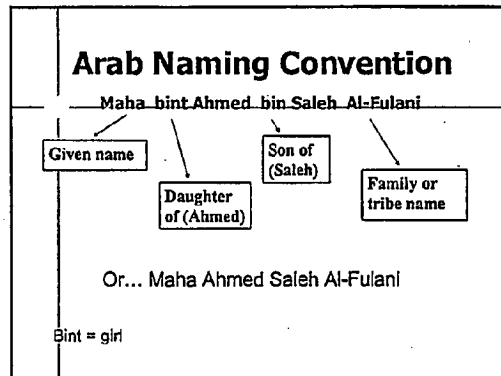 Arab Naming Convention
Maha bint Ahmed bin Saleh Al-Fulani
Given name
Daughter
of (Ahmed)
Son of
(Saleh)
Family or
tribe name
Or... Maha Ahmed Saleh Al-Fulani
Bint = girl